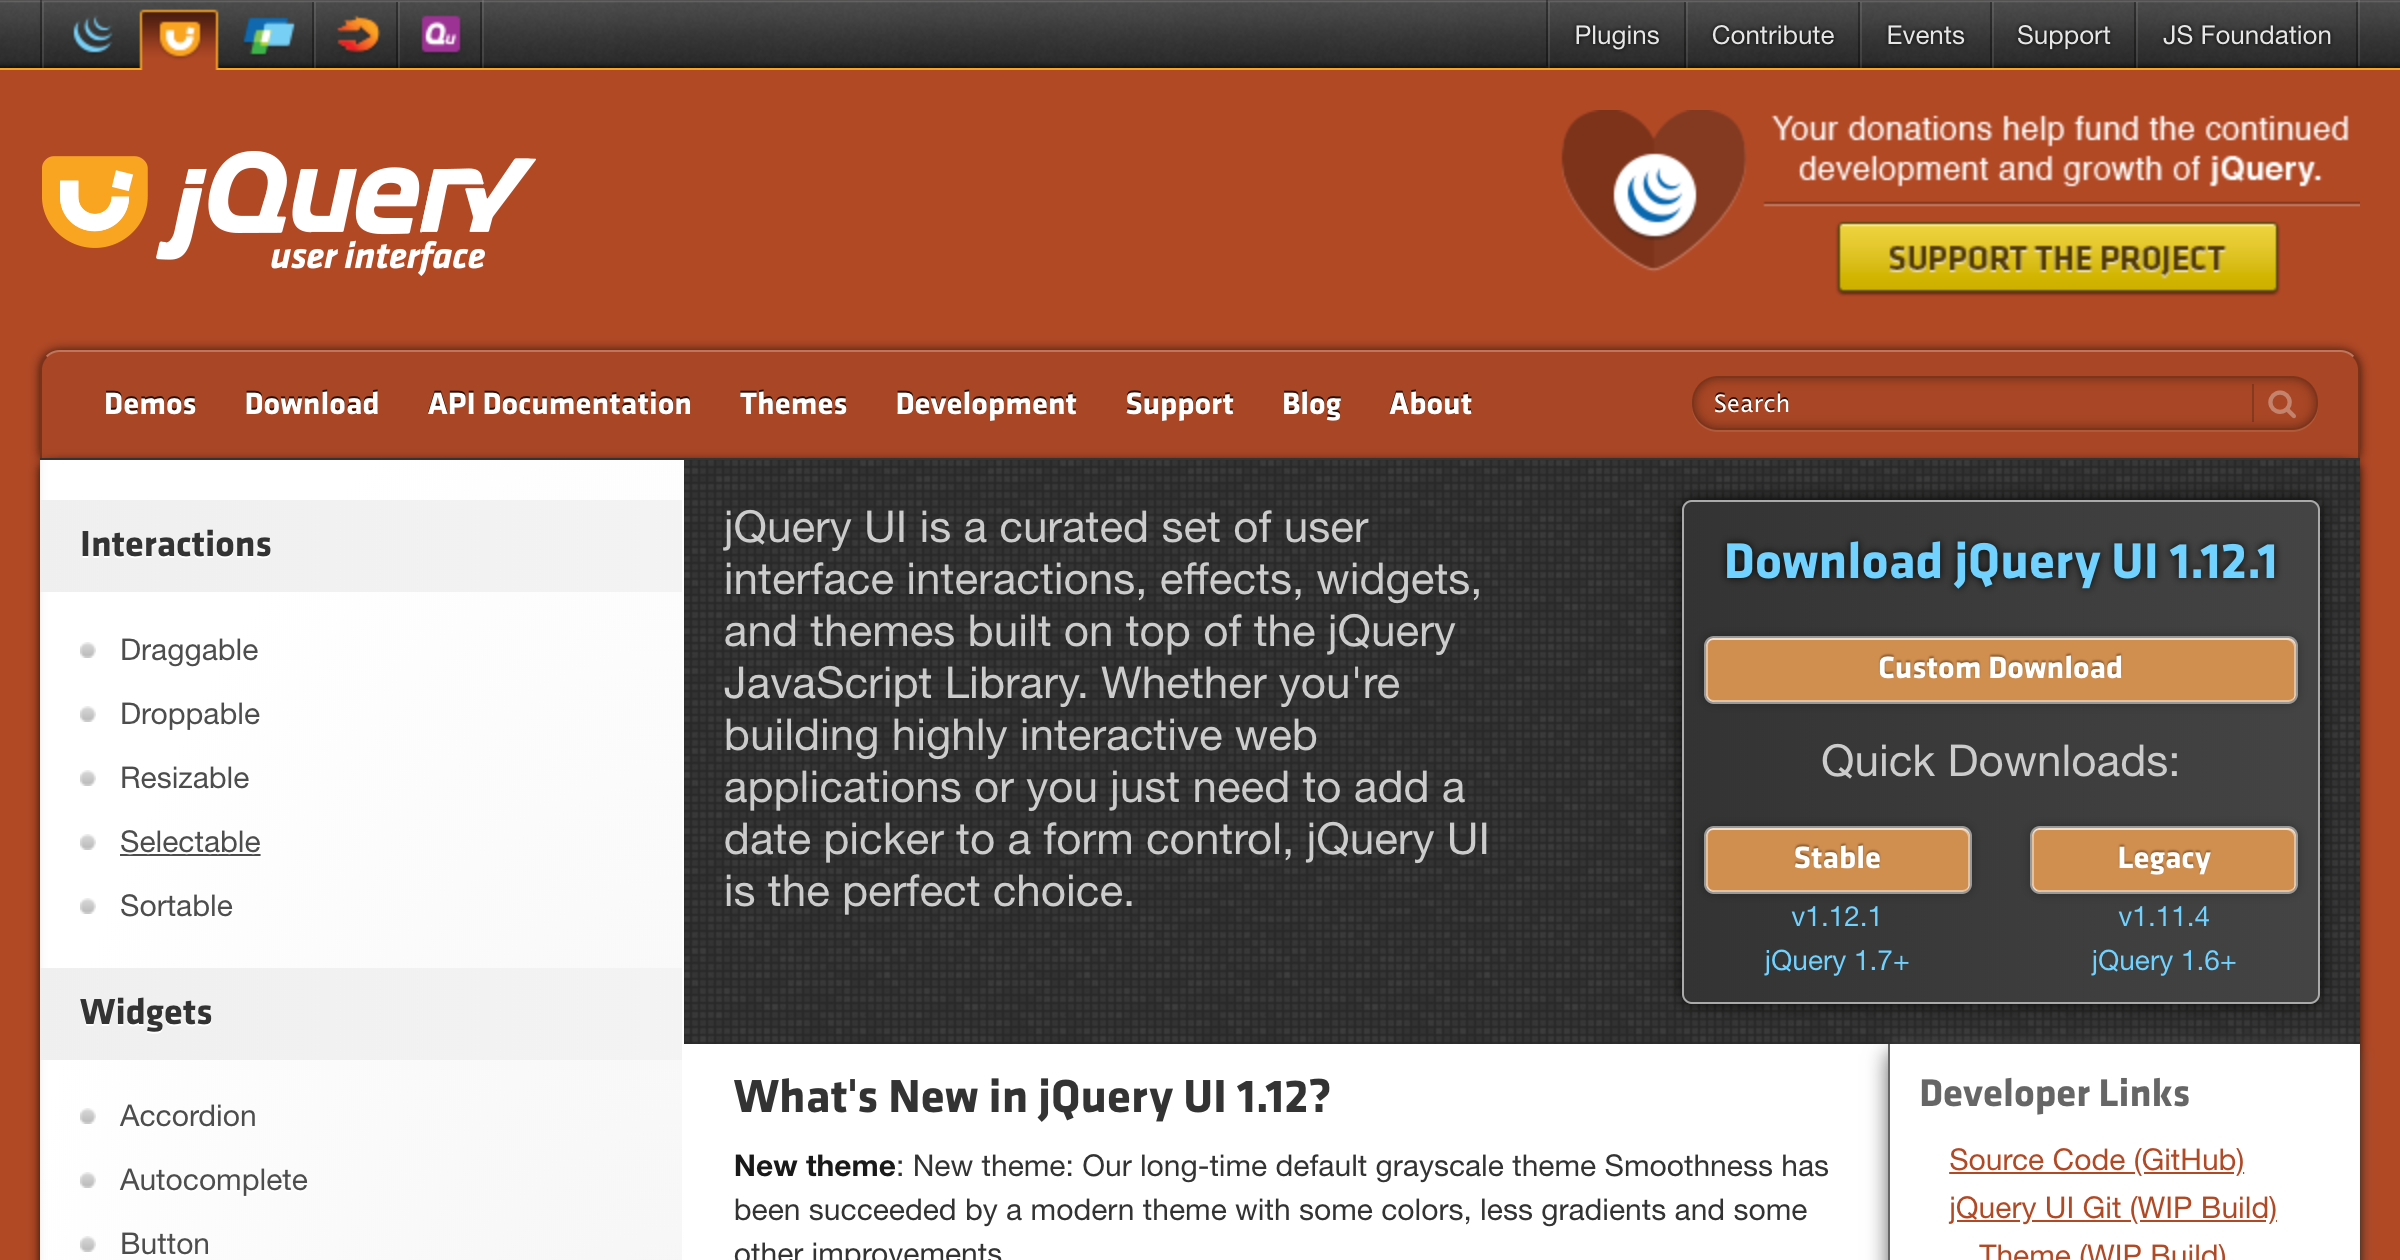 Qu
Plugins
Contribute
Events
Support
JS Foundation
jQuery
user interface
Your donations help fund the continued
development and growth of jQuery.
SUPPORT THE PROJECT
Demos
Download
API Documentation
Themes
Development
Support
Blog
About
Search
Interactions
Draggable
Droppable
Resizable
Selectable
Sortable
Widgets
Accordion
Autocomplete
Button
jQuery UI is a curated set of user
interface interactions, effects, widgets,
and themes built on top of the jQuery
JavaScript Library. Whether you're
building highly interactive web
applications or you just need to add a
date picker to a form control, jQuery UI
is the perfect choice.
Download jQuery UI 1.12.1
Custom Download
Quick Downloads:
Stable
v1.12.1
jQuery 1.7+
Legacy
v1.11.4
jQuery 1.6+
What's New in jQuery UI 1.12?
New theme: New theme: Our long-time default grayscale theme Smoothness has
been succeeded by a modern theme with some colors, less gradients and some
other improvements.
Developer Links
Source Code (GitHub)
jQuery UI Git (WIP Build)
Theme (WIP Build)